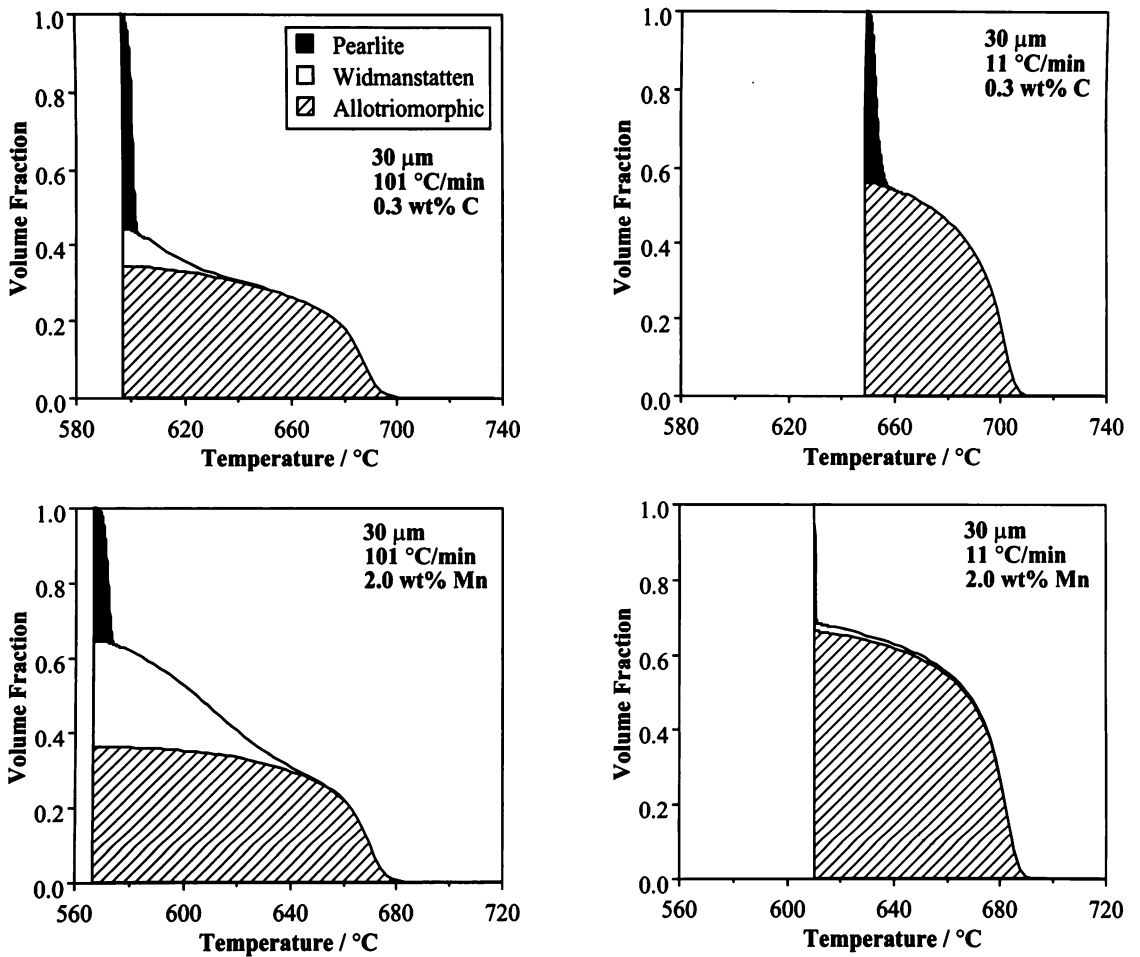 1.0
0.8
0.6
0.4
0.2
0.0
580
620
660
700
740
Volume Fraction
Temperature / °C
Pearlite
Widmanstatten
Allotriomorphic
30 μm
101 °C/min
0.3 wt% C
1.0
0.8
0.6
0.4
0.2
0.0
580
620
660
700
740
Volume Fraction
Temperature / °C
30 μm
11 °C/min
0.3 wt% C
1.0
0.8
0.6
0.4
0.2
0.0
560
600
640
680
720
Volume Fraction
Temperature / °C
30 μm
101 °C/min
2.0 wt% Mn
1.0
0.8
0.6
0.4
0.2
0.0
560
600
640
680
720
Volume Fraction
Temperature / °C
30 μm
11 °C/min
2.0 wt% Mn